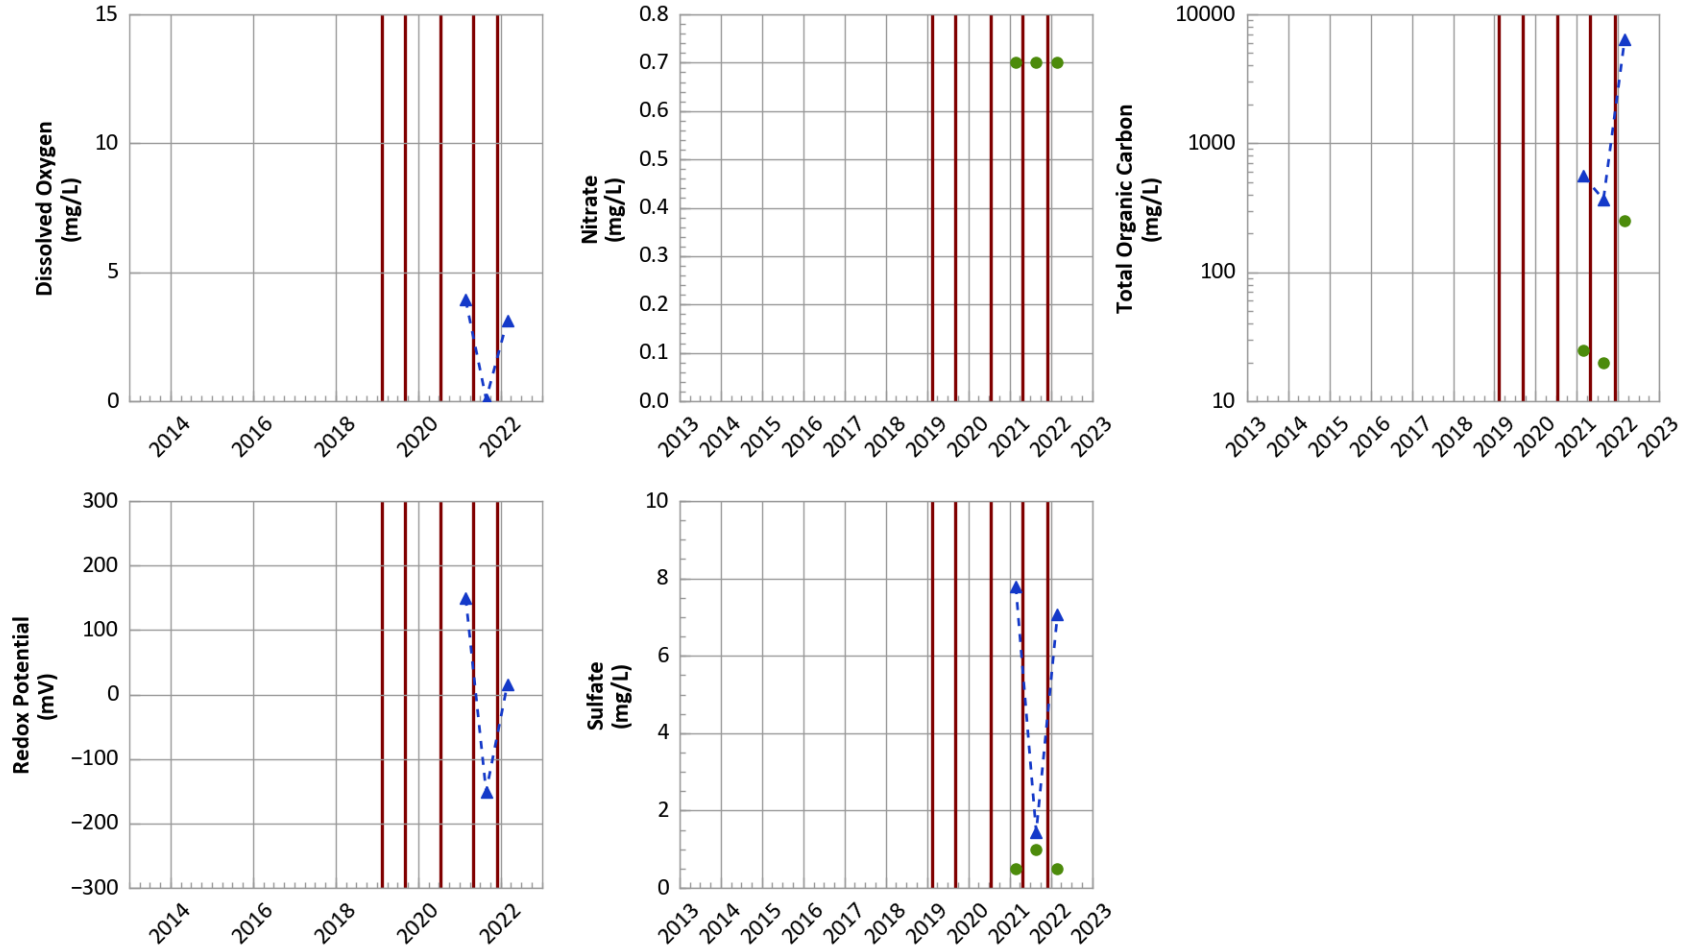 Dissolved Oxygen
(mg/L)
15
10
5
0
2014 2016 2018 2020 2022
Nitrate
(mg/L)
0.8
0.7
0.6
0.5
0.4
0.3
0.2
0.1
0.0
2013 2014 2015 2016 2017 2018 2019 2020 2021 2022 2023
Total Organic Carbon
(mg/L)
10000
1000
100
10
2013 2014 2015 2016 2017 2018 2019 2020 2021 2022 2023
Redox Potential
(mV)
300
200
100
0
−100
−200
−300
2014 2016 2018 2020 2022
Sulfate
(mg/L)
10
8
6
4
2
0
2013 2014 2015 2016 2017 2018 2019 2020 2021 2022 2023